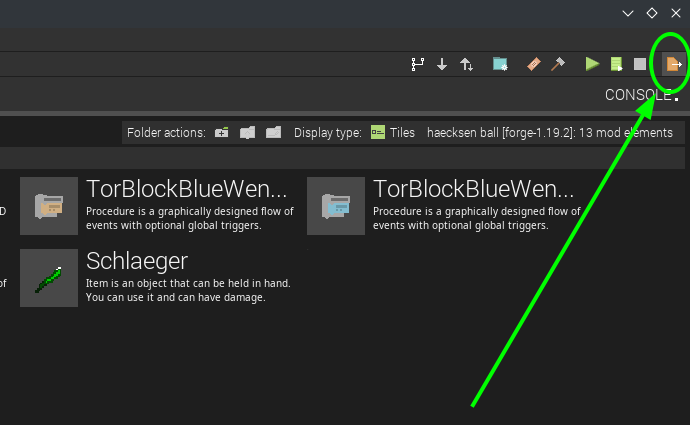 CONSOLE
Folder actions:
Display type:
Tiles
haecksen ball [forge-1.19.2]: 13 mod elements
D
TorBlockBlueWen...
Procedure is a graphically designed flow of
events with optional global triggers.
TorBlockBlueWen...
Procedure is a graphically designed flow of
events with optional global triggers.
of
Schlaeger
Item is an object that can be held in hand.
You can use it and can have damage.